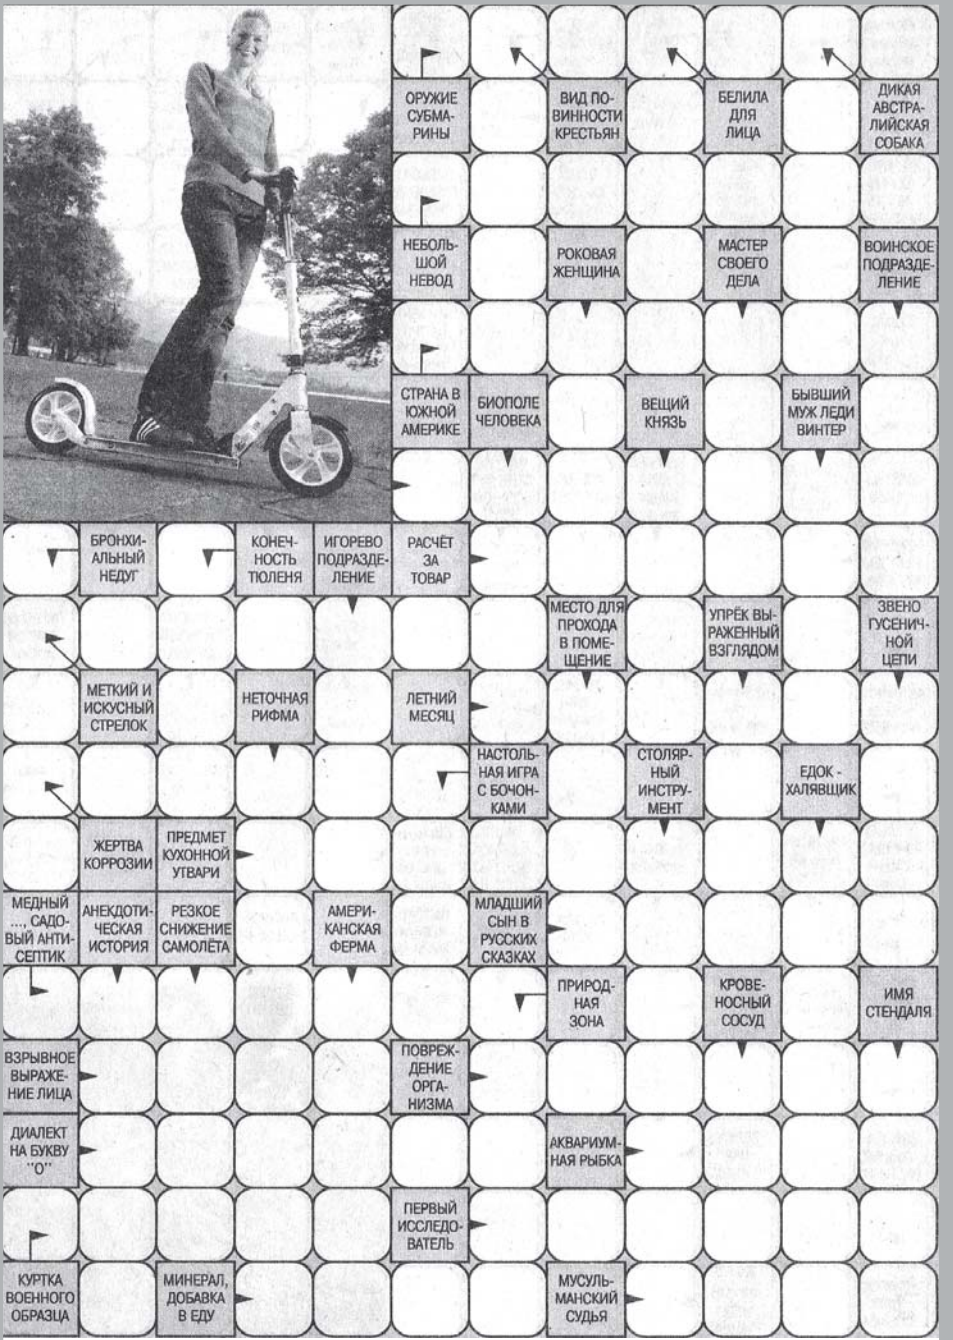 ОРУЖИЕ
СУБМА-
РИНЫ
ВИД ПО-
ВИННОСТИ
КРЕСТЬЯН
БЕЛИЛА
ДЛЯ
ЛИЦА
ДИКАЯ
АВСТРА-
ЛИЙСКАЯ
СОБАКА
НЕБОЛЬ-
ШОЙ
НЕВОД
РОКОВАЯ
ЖЕНЩИНА
МАСТЕР
СВОЕГО
ДЕЛА
ВОИНСКОЕ
ПОДРАЗДЕ-
ЛЕНИЕ
СТРАНА В
ЮЖНОЙ
АМЕРИКЕ
БИОПОЛЕ
ЧЕЛОВЕКА
ВЕЩИЙ
КНЯЗЬ
БЫВШИЙ
МУЖ ЛЕДИ
ВИНТЕР
БРОНХИ-
АЛЬНЫЙ
НЕДУГ
КОНЕЧ-
НОСТЬ
ТЮЛЕНЯ
ИГОРЕВО
ПОДРАЗДЕ-
ЛЕНИЕ
РАСЧЁТ
ЗА
ТОВАР
МЕСТО ДЛЯ
ПРОХОДА
В ПОМЕ-
ЩЕНИЕ
УПРЁК ВЫ-
РАЖЕННЫЙ
ВЗГЛЯДОМ
ЗВЕНО
ГУСЕНИЧ-
НОЙ
ЦЕПИ
МЕТКИЙ И
ИСКУСНЫЙ
СТРЕЛОК
НЕТОЧНАЯ
РИФМА
ЛЕТНИЙ
МЕСЯЦ
НАСТОЛЬ-
НАЯ ИГРА
С БОЧОН-
КАМИ
СТОЛЯР-
НЫЙ
ИНСТРУ-
МЕНТ
ЕДОК -
ХАЛЯВЩИК
ЖЕРТВА
КОРРОЗИИ
ПРЕДМЕТ
КУХОННОЙ
УТВАРИ
МЕДНЫЙ
..., САДО-
ВЫЙ АНТИ-
СЕПТИК
АНЕКДОТИ-
ЧЕСКАЯ
ИСТОРИЯ
РЕЗКОЕ
СНИЖЕНИЕ
САМОЛЁТА
АМЕРИ-
КАНСКАЯ
ФЕРМА
МЛАДШИЙ
СЫН В
РУССКИХ
СКАЗКАХ
ПРИРОД-
НАЯ
ЗОНА
КРОВЕ-
НОСНЫЙ
СОСУД
ИМЯ
СТЕНДАЛЯ
ВЗРЫВНОЕ
ВЫРАЖЕ-
НИЕ ЛИЦА
ПОВРЕЖ-
ДЕНИЕ
ОРГА-
НИЗМА
ДИАЛЕКТ
НА БУКВУ
"О"
АКВАРИУМ-
НАЯ РЫБКА
ПЕРВЫЙ
ИССЛЕДО-
ВАТЕЛЬ
КУРТКА
ВОЕННОГО
ОБРАЗЦА
МИНЕРАЛ,
ДОБАВКА
В ЕДУ
МУСУЛЬ-
МАНСКИЙ
СУДЬЯ